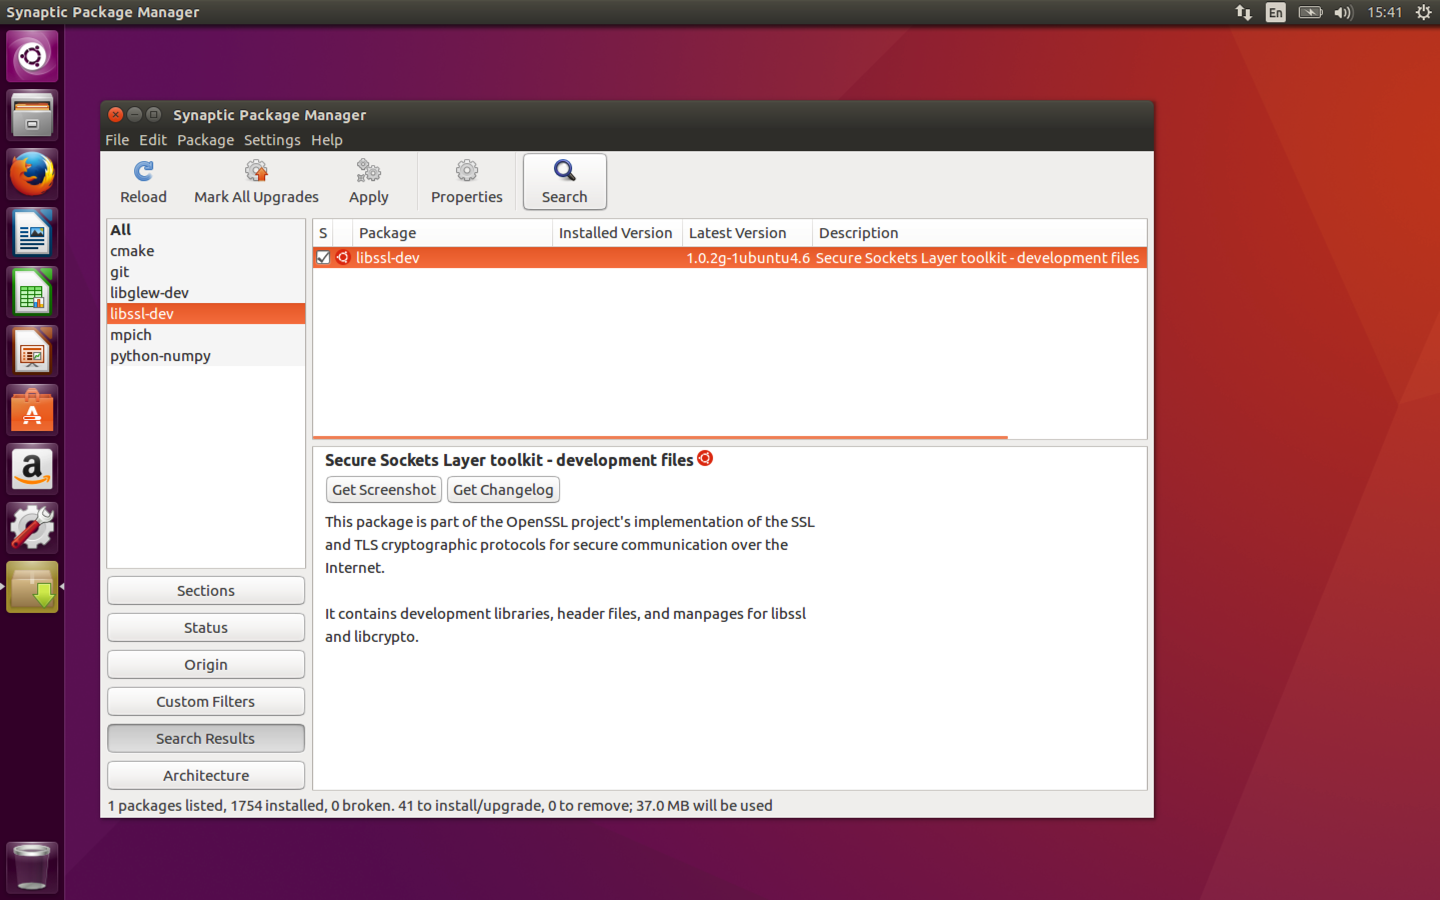 Synaptic Package Manager
En
15:41
Synaptic Package Manager
File Edit Package Settings Help
Reload Mark All Upgrades Apply Properties Search
All
cmake
git
libglew-dev
libssl-dev
mpich
python-numpy
S Package Installed Version Latest Version Description
libssl-dev 1.0.2g-1ubuntu4.6 Secure Sockets Layer toolkit - development files
Secure Sockets Layer toolkit - development files
Get Screenshot Get Changelog
This package is part of the OpenSSL project's implementation of the SSL
and TLS cryptographic protocols for secure communication over the
Internet.
It contains development libraries, header files, and manpages for libssl
and libcrypto.
Sections
Status
Origin
Custom Filters
Search Results
Architecture
1 packages listed, 1754 installed, 0 broken. 41 to install/upgrade, 0 to remove; 37.0 MB will be used
a